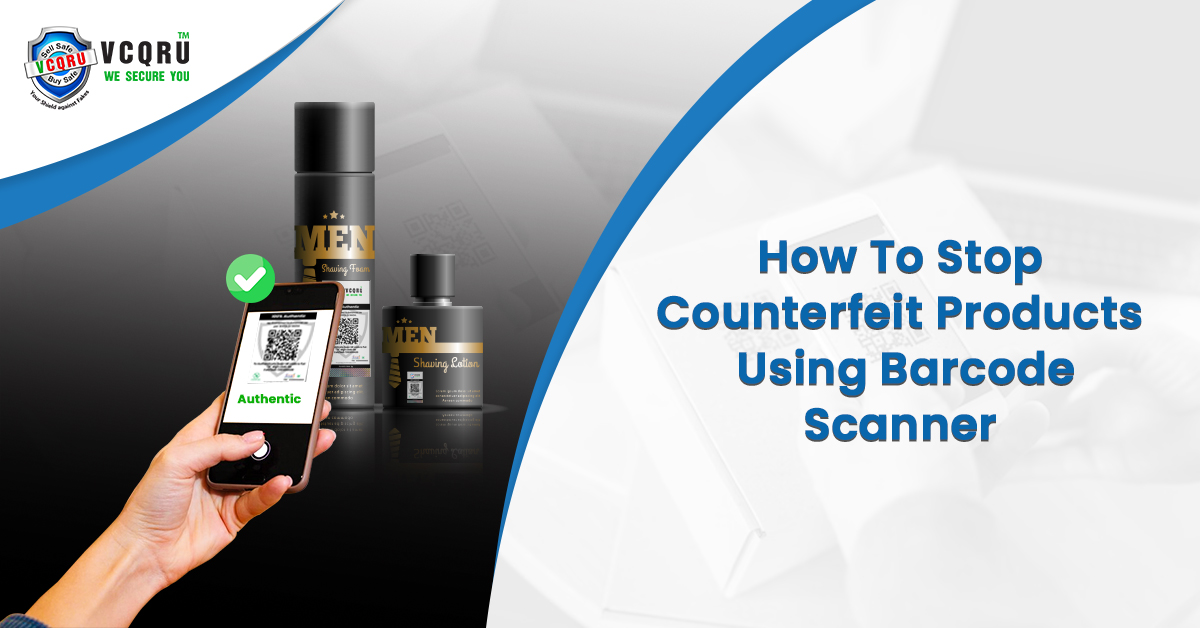 Sell Safe
VCQRU
Buy Safe
Your Shield against Fakes
VCQRU TM
WE SECURE YOU
MEN
Shaving Foam
VCQRU
MEN
Shaving Lotion
Authentic
How To Stop
Counterfeit Products
Using Barcode
Scanner